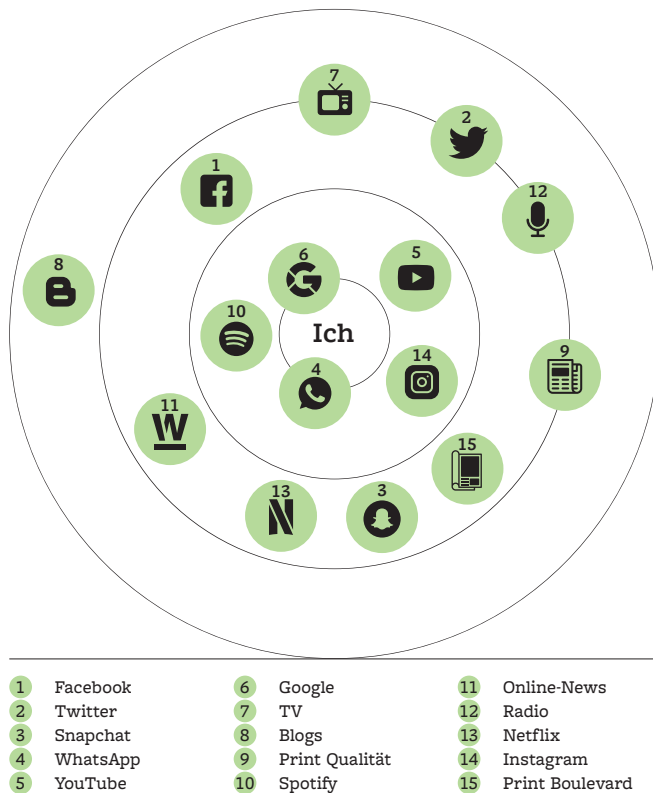 7
2
1
12
6
5
8
10
Ich
14
9
4
11
W
15
13
N
3
1 Facebook
2 Twitter
3 Snapchat
4 WhatsApp
5 YouTube
6 Google
7 TV
8 Blogs
9 Print Qualität
10 Spotify
11 Online-News
12 Radio
13 Netflix
14 Instagram
15 Print Boulevard